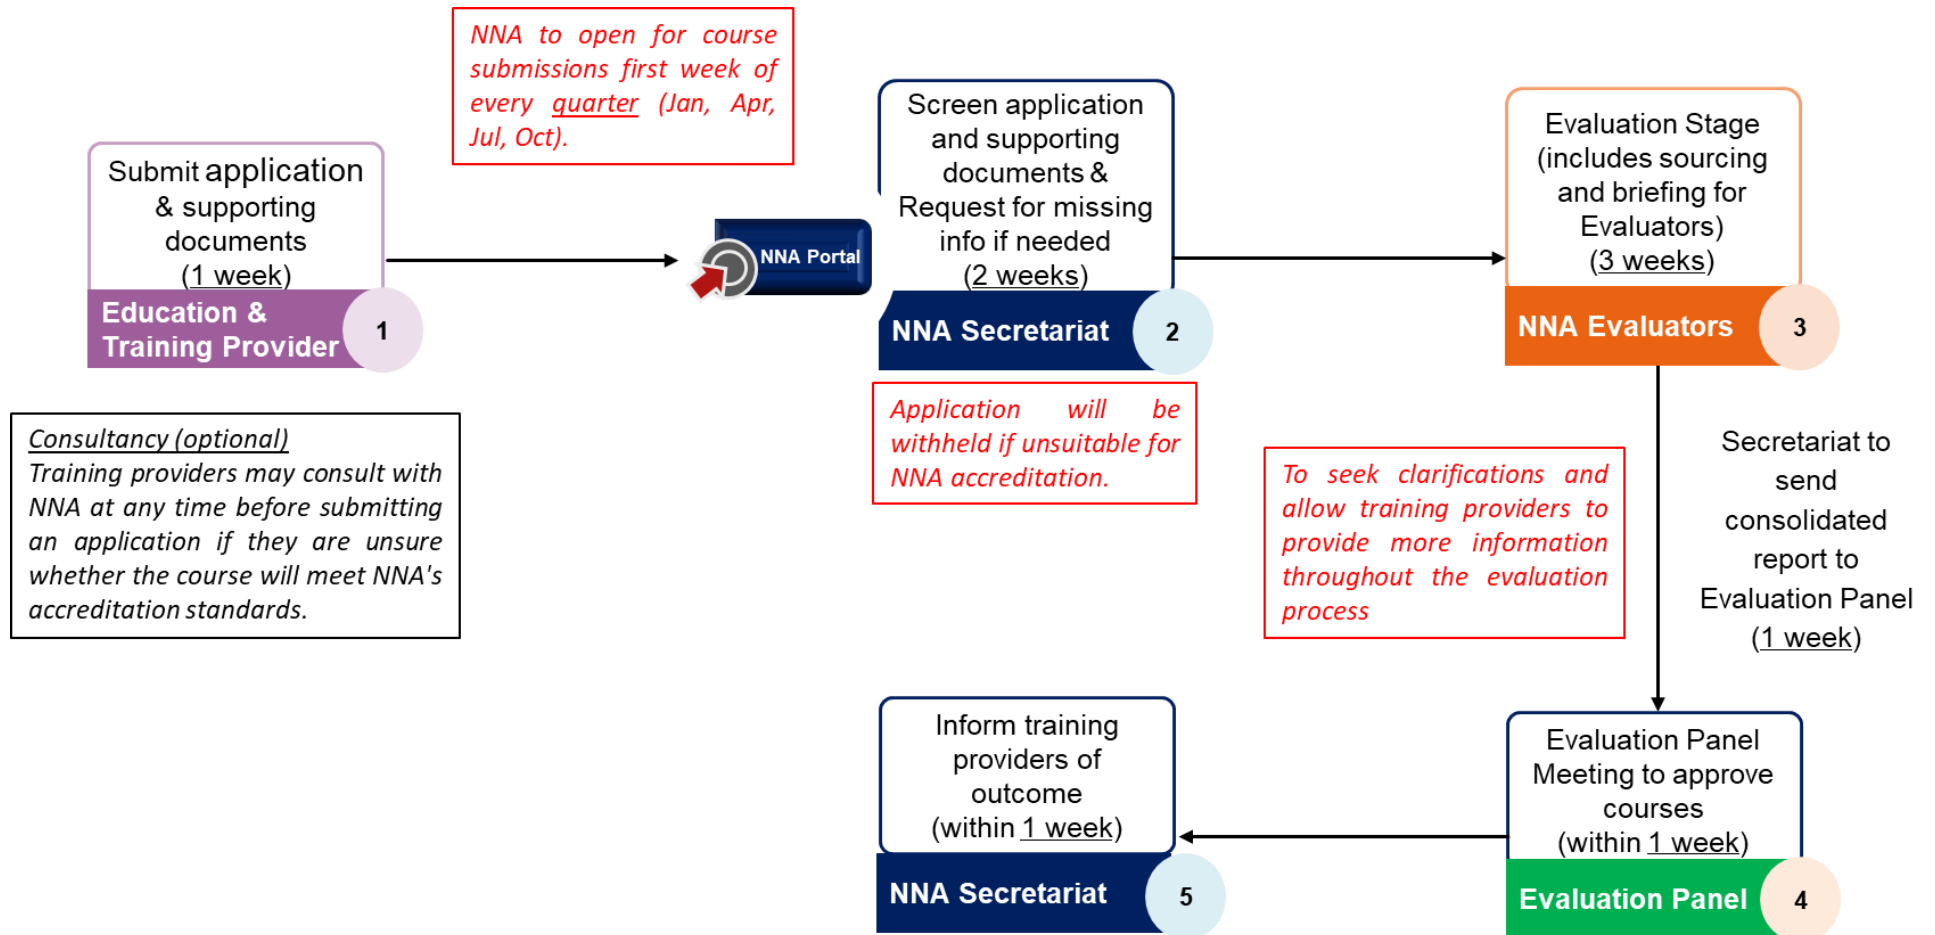 NNA to open for course
submissions first week of
every quarter (Jan, Apr,
Jul, Oct).
Submit application
& supporting
documents
(1 week)
Education &
Training Provider
1
NNA Portal
Screen application
and supporting
documents &
Request for missing
info if needed
(2 weeks)
NNA Secretariat
2
Evaluation Stage
(includes sourcing
and briefing for
Evaluators)
(3 weeks)
NNA Evaluators
3
Consultancy (optional)
Training providers may consult with
NNA at any time before submitting
an application if they are unsure
whether the course will meet NNA's
accreditation standards.
Application will be
withheld if unsuitable for
NNA accreditation.
To seek clarifications and
allow training providers to
provide more information
throughout the evaluation
process
Secretariat to
send
consolidated
report to
Evaluation Panel
(1 week)
Evaluation Panel
Meeting to approve
courses
(within 1 week)
Evaluation Panel
4
Inform training
providers of
outcome
(within 1 week)
NNA Secretariat
5